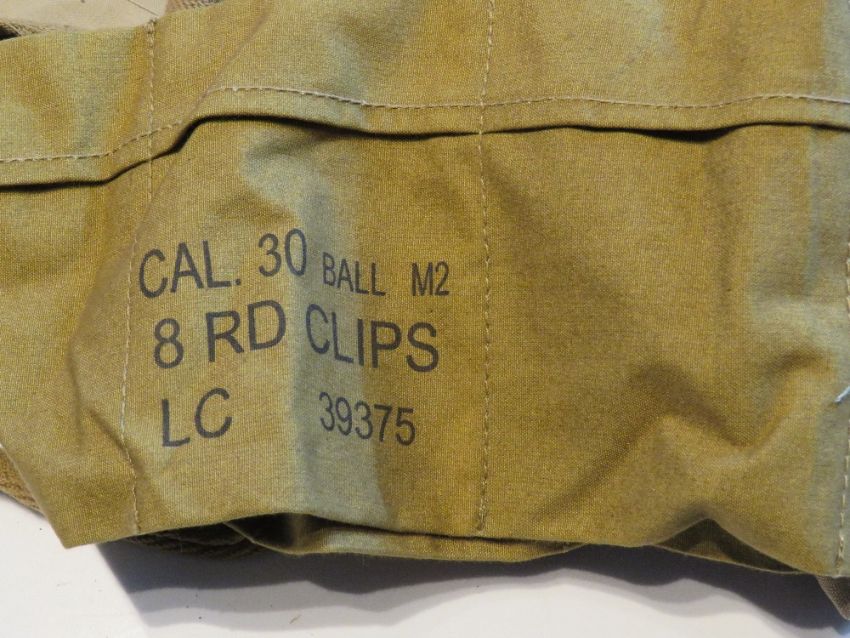 CAL. 30 BALL M2
8 RD CLIPS
LC 39375